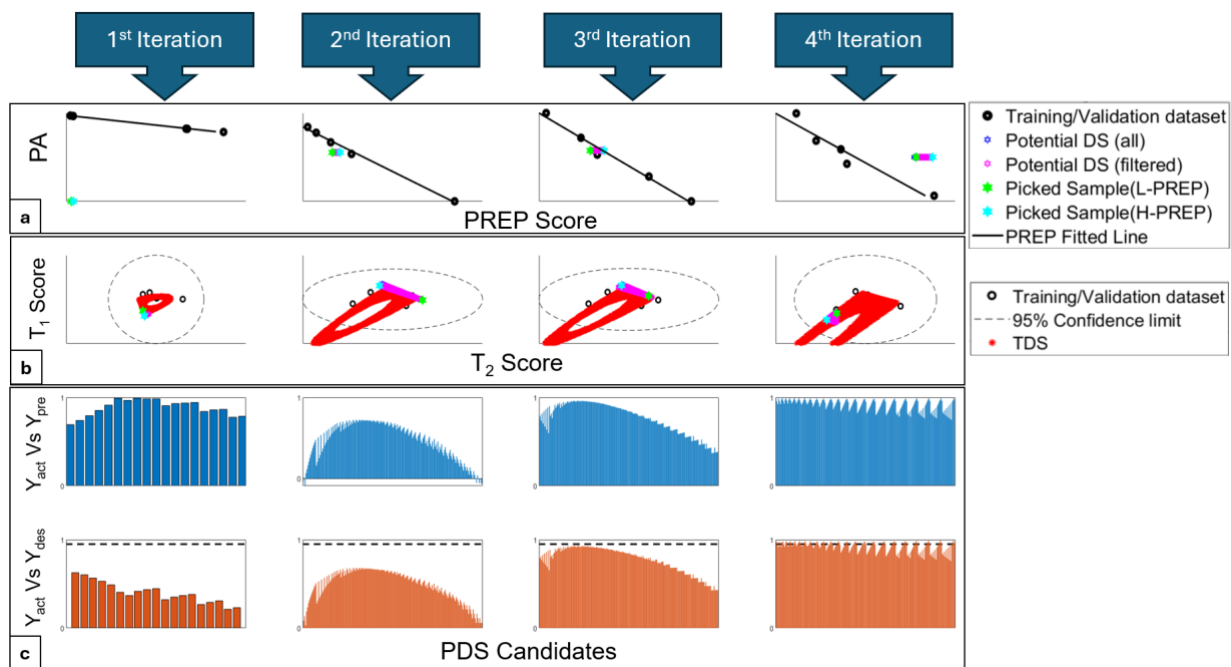 1st Iteration
2nd Iteration
3rd Iteration
4th Iteration
PA
PREP Score
a
Training/Validation dataset
Potential DS (all)
Potential DS (filtered)
Picked Sample(L-PREP)
Picked Sample(H-PREP)
PREP Fitted Line
T1 Score
T2 Score
b
Training/Validation dataset
95% Confidence limit
TDS
Yact Vs Ypre
1
0
1
0
1
0
1
0
Yact Vs Ydes
1
0
1
0
1
0
1
0
PDS Candidates
c